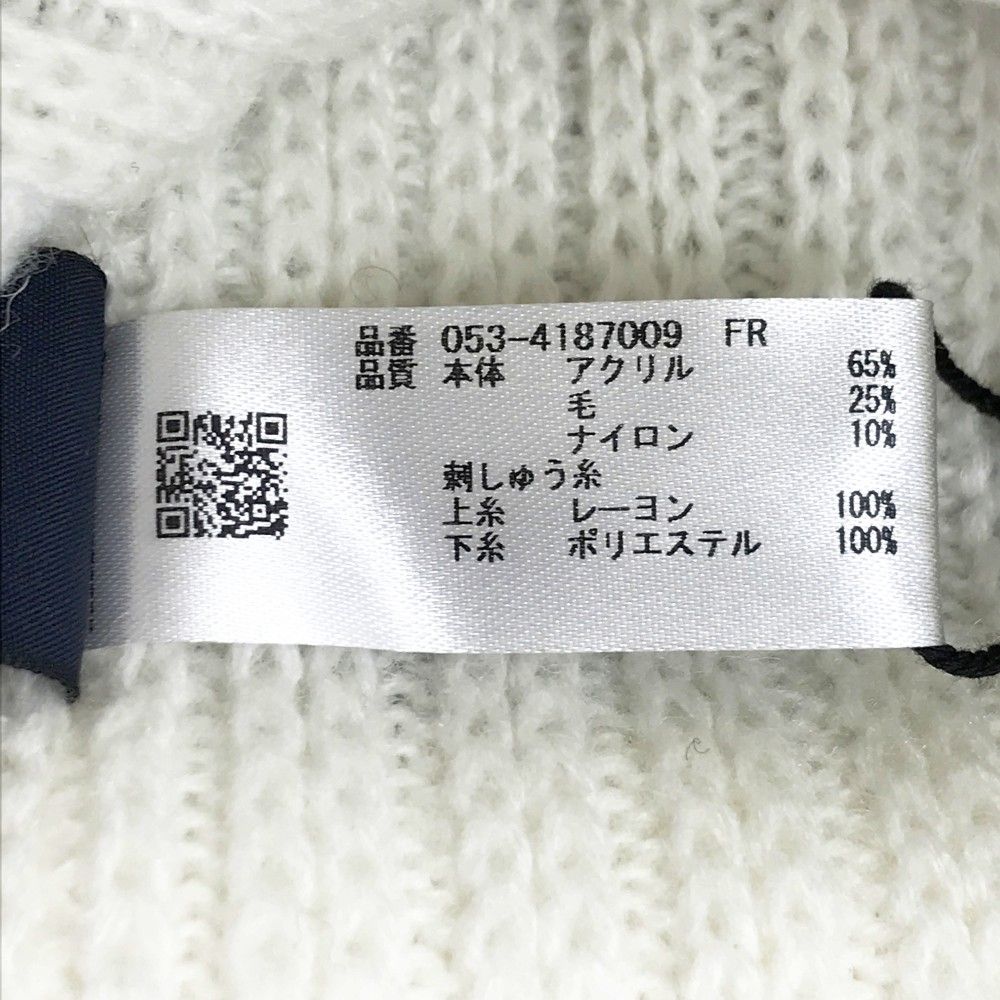 品番 053-4187009 FR
品質 本体 アクリル 65%
毛 25%
ナイロン 10%
刺しゅう糸
上糸 レーヨン 100%
下糸 ポリエステル 100%